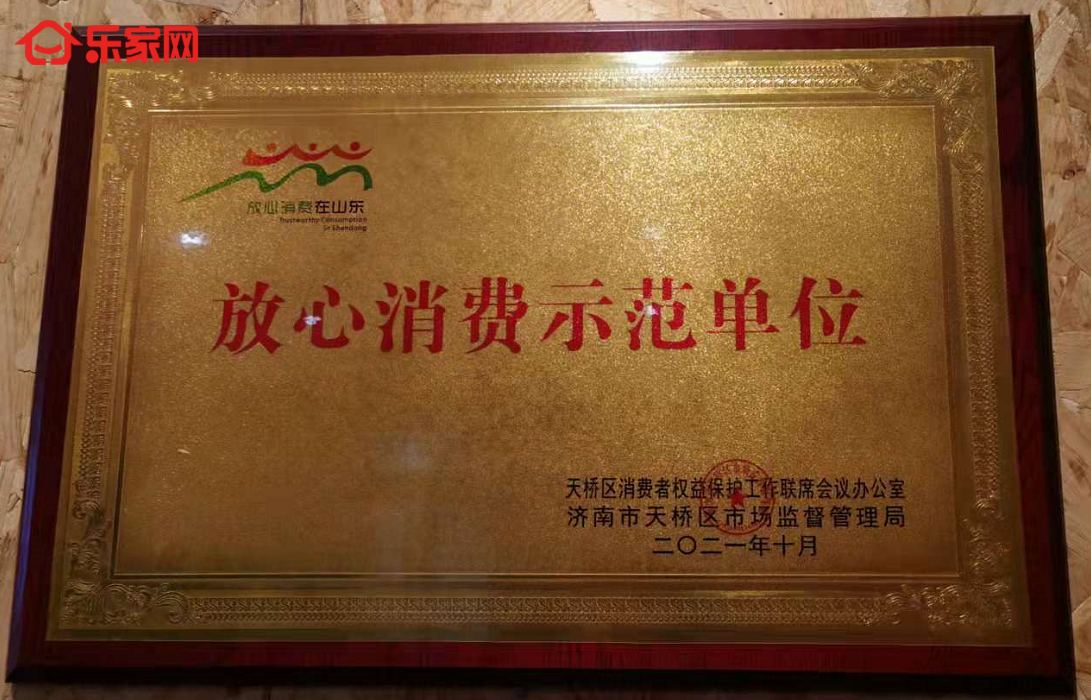 乐家网
放心消费在山东
Trustworthy Consumption
in Shandong
放心消费示范单位
天桥区消费者权益保护工作联席会议办公室
济南市天桥区市场监督管理局
二〇二一年十月